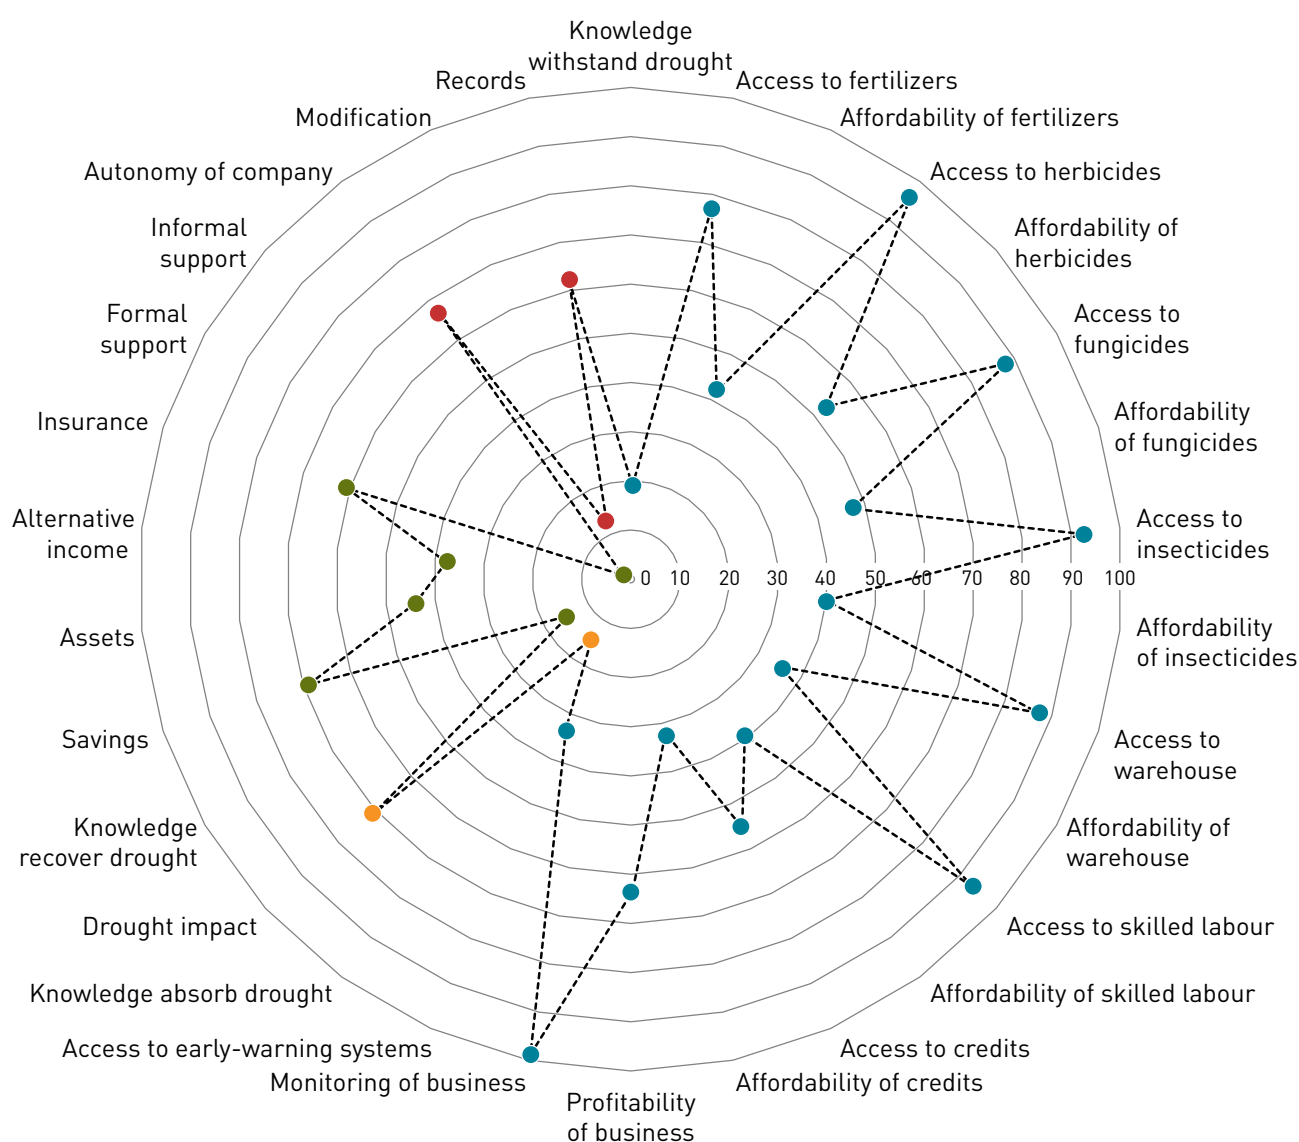 Knowledge
withstand drought
Records
Access to fertilizers
Modification
Affordability of fertilizers
Autonomy of company
Access to herbicides
Informal
support
Affordability of
herbicides
Formal
support
Access to
fungicides
Insurance
Affordability
of fungicides
Alternative
income
Access to
insecticides
0 10 20 30 40 50 60 70 80 90 100
Assets
Affordability
of insecticides
Savings
Access to
warehouse
Knowledge
recover drought
Affordability of
warehouse
Drought impact
Access to skilled labour
Knowledge absorb drought
Affordability of skilled labour
Access to early-warning systems
Access to credits
Monitoring of business
Affordability of credits
Profitability
of business